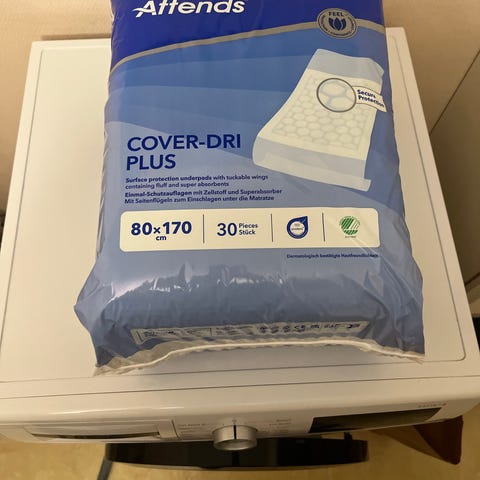 Attends
FEEL
Secure
Protection
COVER-DRI
PLUS
Surface protection underpads with tuckable wings
containing fluff and super absorbents
Einmal-Schutzauflagen mit Zellstoff und Superabsorber
Mit Seitenflügeln zum Einschlagen unter die Matratze
80x170
cm
30 Pieces
Stück
Dermatologisch bestätigte Hautfreundlichkeit